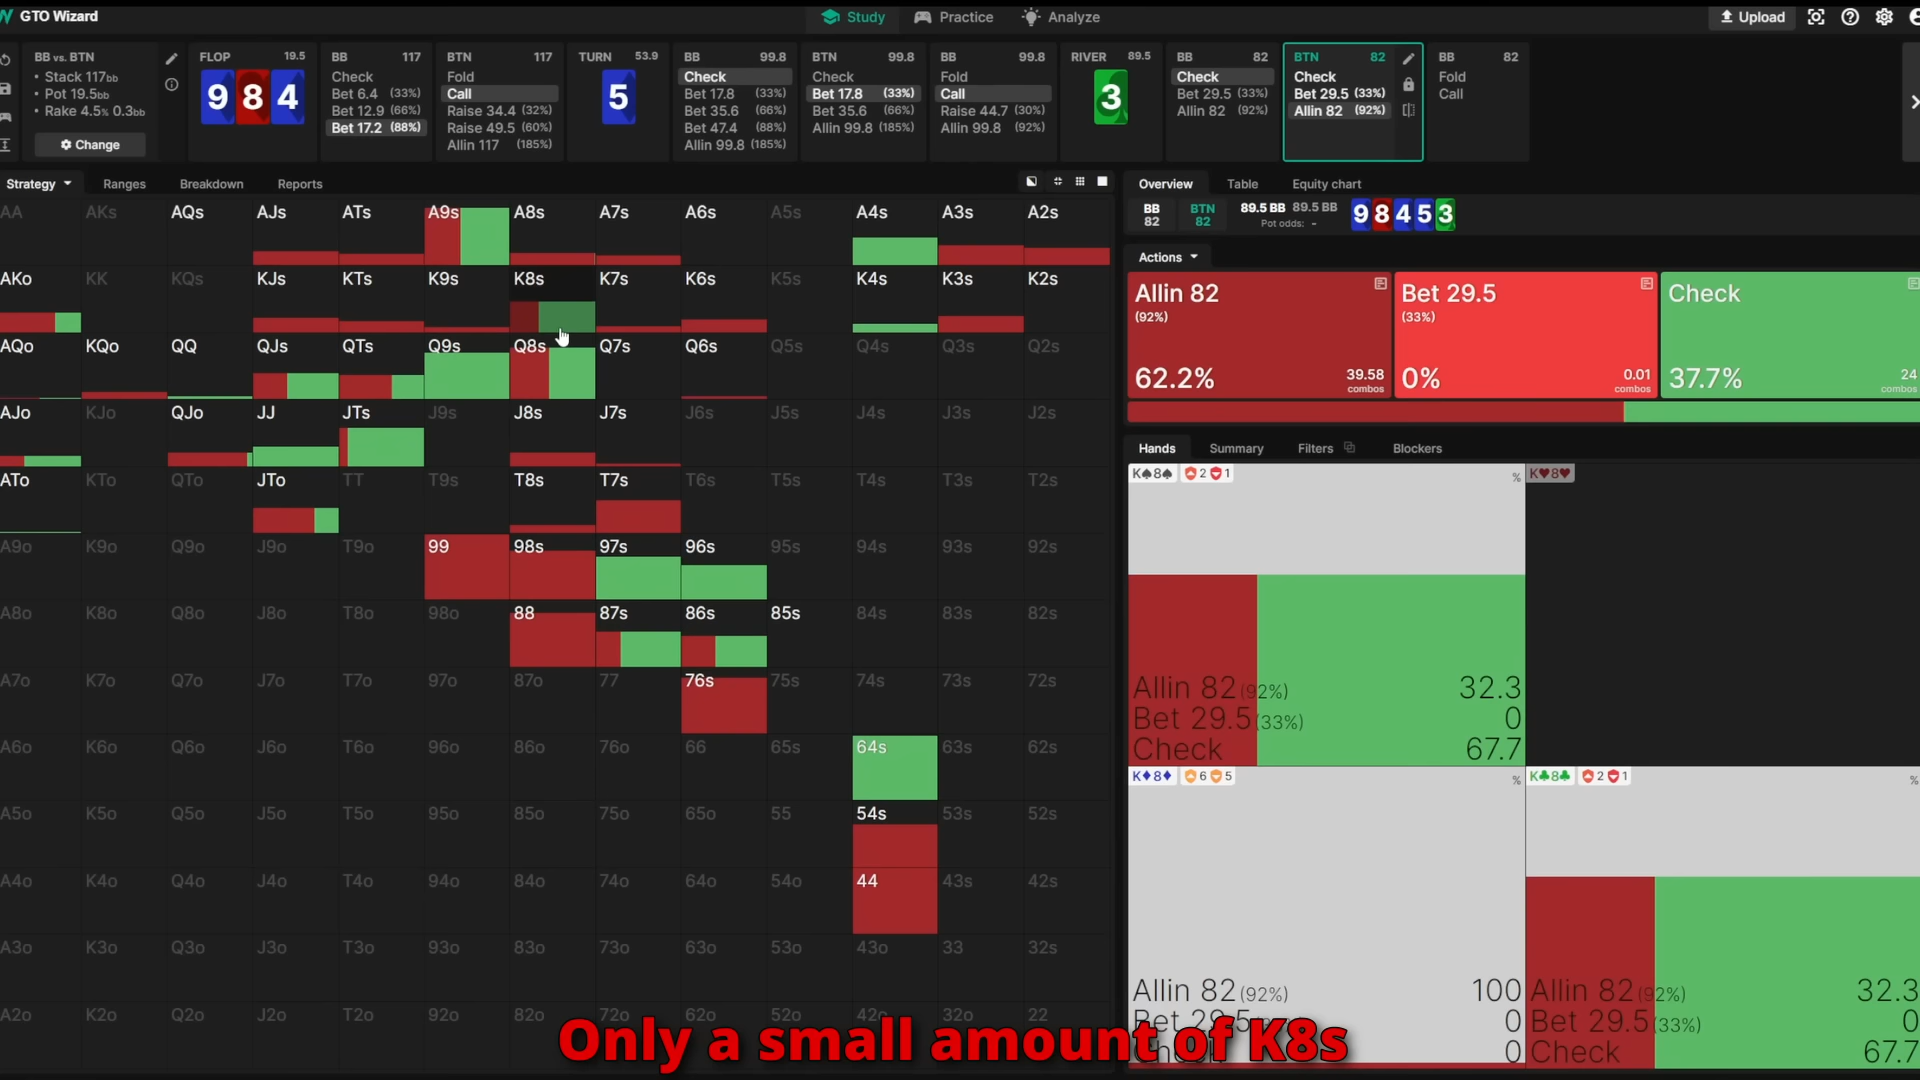 GTO Wizard
Study
Practice
Analyze
Upload
BB vs. BTN
• Stack 117bb
• Pot 19.5bb
• Rake 4.5% 0.3bb
Change
FLOP 19.5
9 8 4
BB 117
Check
Bet 6.4 (33%)
Bet 12.9 (66%)
Bet 17.2 (88%)
BTN 117
Fold
Call
Raise 34.4 (32%)
Raise 49.5 (60%)
Allin 117 (185%)
TURN 53.9
5
BB 99.8
Check
Bet 17.8 (33%)
Bet 35.6 (66%)
Bet 47.4 (88%)
Allin 99.8 (185%)
BTN 99.8
Check
Bet 17.8 (33%)
Bet 35.6 (66%)
BB 99.8
Fold
Call
Raise 44.7 (30%)
Allin 99.8 (92%)
RIVER 89.5
3
BB 82
Check
Bet 29.5 (33%)
Allin 82 (92%)
BTN 82
Check
Bet 29.5 (33%)
Allin 82 (92%)
BB 82
Fold
Call
Strategy Ranges Breakdown Reports
AA AKs AQs AJs ATs A9s A8s A7s A6s A5s A4s A3s A2s
AKo KK KQs KJs KTs K9s K8s K7s K6s K5s K4s K3s K2s
AQo KQo QQ QJs QTs Q9s Q8s Q7s Q6s Q5s Q4s Q3s Q2s
AJo KJo QJo JJ JTs J9s J8s J7s J6s J5s J4s J3s J2s
ATo KTo QTo JTo TT T9s T8s T7s T6s T5s T4s T3s T2s
A9o K9o Q9o J9o T9o 99 98s 97s 96s 95s 94s 93s 92s
A8o K8o Q8o J8o T8o 98o 88 87s 86s 85s 84s 83s 82s
A7o K7o Q7o J7o T7o 97o 87o 77 76s 75s 74s 73s 72s
A6o K6o Q6o J6o T6o 96o 86o 76o 66 65s 64s 63s 62s
A5o K5o Q5o J5o T5o 95o 85o 75o 65o 55 54s 53s 52s
A4o K4o Q4o J4o T4o 94o 84o 74o 64o 54o 44 43s 42s
A3o K3o Q3o J3o T3o 93o 83o 73o 63o 53o 43o 33 32s
A2o K2o Q2o J2o T2o 92o 82o 72o 62o 52o 42o 32o 22
Overview Table Equity chart
BB 82
BTN 82
89.5 BB 89.5 BB
Pot odds: -
9 8 4 5 3
Actions
Allin 82
(92%)
62.2% 39.58 combos
Bet 29.5
(33%)
0% 0.01 combos
Check
37.7% 24 combos
Hands Summary Filters Blockers
K♠8♠ 2 1 %
Allin 82 (92%) 32.3
Bet 29.5 (33%) 0
Check 67.7
K♥8♥
K♦8♦ 6 5 %
Allin 82 (92%) 100
Bet 29.5 0
0
K♣8♣ 2 1 %
Allin 82 (92%) 32.3
Bet 29.5 (33%) 0
Check 67.7
Only a small amount of K8s